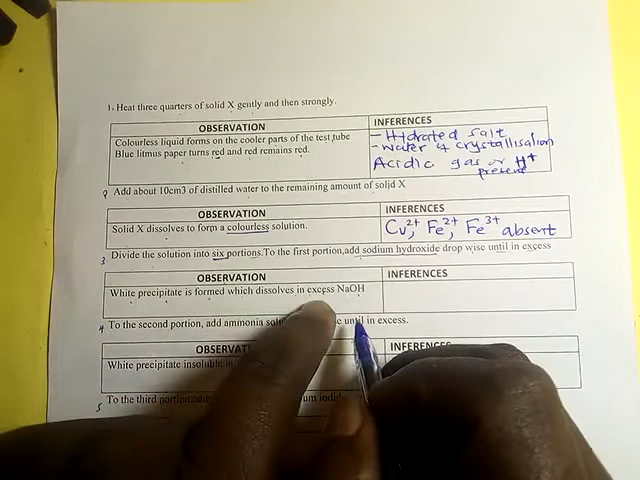 1. Heat three quarters of solid X gently and then strongly.
OBSERVATION INFERENCES
Colourless liquid forms on the cooler parts of the test tube
Blue litmus paper turns red and red remains red.
- Hydrated salt
- Water of crystallisation
Acidic gas or H+
present
2 Add about 10cm3 of distilled water to the remaining amount of solid X
OBSERVATION INFERENCES
Solid X dissolves to form a colourless solution.
Cu2+, Fe2+, Fe3+ absent
3 Divide the solution into six portions.To the first portion,add sodium hydroxide drop wise until in excess
OBSERVATION INFERENCES
White precipitate is formed which dissolves in excess NaOH
4 To the second portion, add ammonia until in excess.
INFERENCES
White precipitate insoluble in
5 To the third portion,add